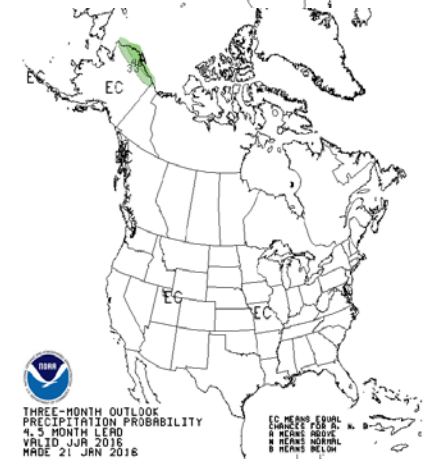 33
EC
EC
EC
EC
NOAA
THREE-MONTH OUTLOOK
PRECIPITATION PROBABILITY
4.5 MONTH LEAD
VALID JJA 2016
MADE 21 JAN 2016
EC MEANS EQUAL
CHANCES FOR A, N, B
A MEANS ABOVE
N MEANS NORMAL
B MEANS BELOW